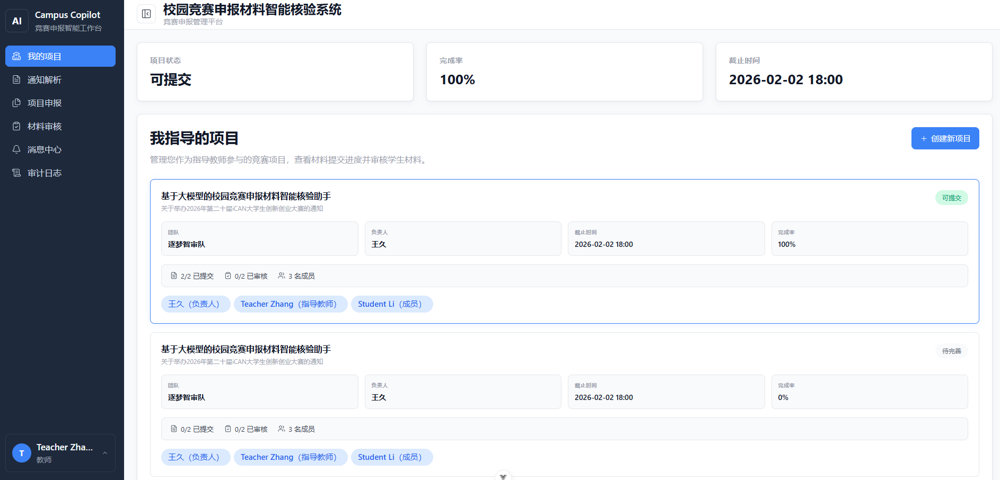 AI
Campus Copilot
竞赛申报智能工作台
我的项目
通知解析
项目申报
材料审核
消息中心
审计日志
T
Teacher Zha...
教师
校园竞赛申报材料智能核验系统
竞赛申报管理平台
项目状态
可提交
完成率
100%
截止时间
2026-02-02 18:00
我指导的项目
管理您作为指导教师参与的竞赛项目，查看材料提交进度并审核学生材料。
+ 创建新项目
基于大模型的校园竞赛申报材料智能核验助手
关于举办2026年第二十届iCAN大学生创新创业大赛的通知
可提交
团队
逐梦智审队
负责人
王久
截止时间
2026-02-02 18:00
完成率
100%
2/2 已提交 0/2 已审核 3 名成员
王久（负责人） Teacher Zhang（指导教师） Student Li（成员）
基于大模型的校园竞赛申报材料智能核验助手
关于举办2026年第二十届iCAN大学生创新创业大赛的通知
待完善
团队
逐梦智审队
负责人
王久
截止时间
2026-02-02 18:00
完成率
0%
0/2 已提交 0/2 已审核 3 名成员
王久（负责人） Teacher Zhang（指导教师） Student Li（成员）